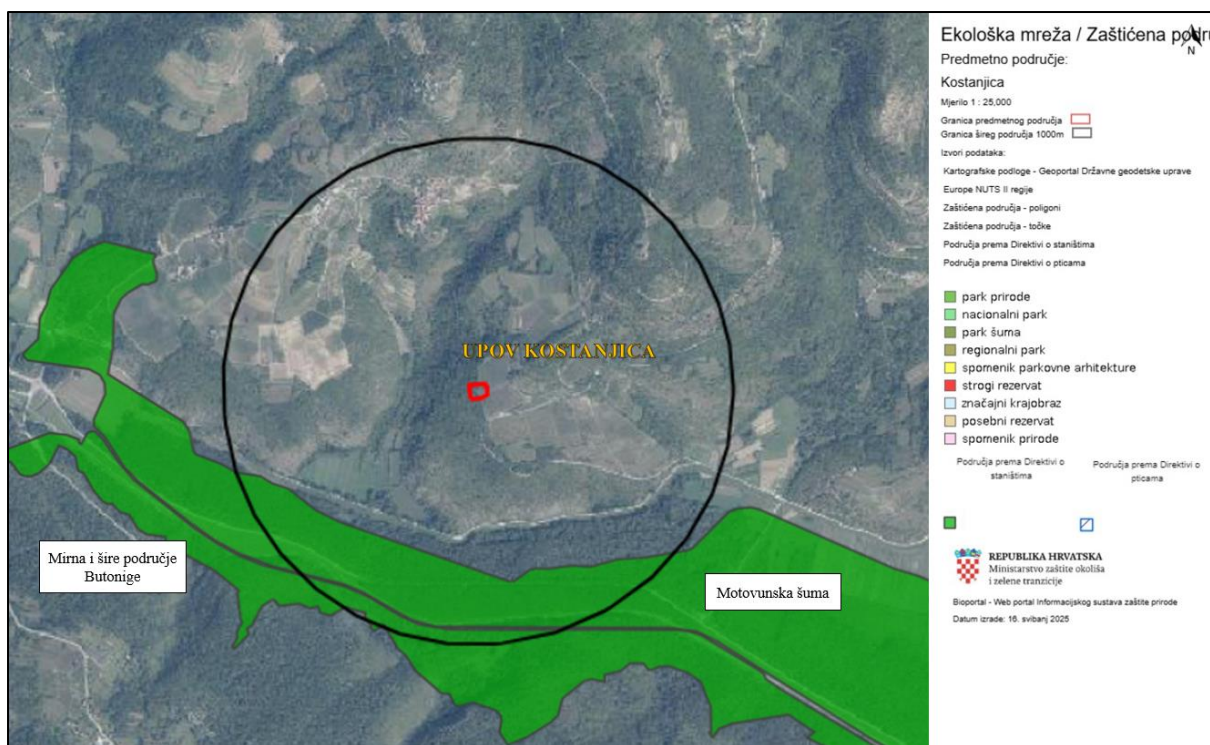 Ekološka mreža / Zaštićena podru
N
Predmetno područje:
Kostanjica
Mjerilo 1 : 25,000
Granica predmetnog područja
Granica šireg područja 1000m
Izvori podataka:
Kartografske podloge - Geoportal Državne geodetske uprave
Europe NUTS II regije
Zaštićena područja - poligoni
Zaštićena područja - točke
Područja prema Direktivi o staništima
Područja prema Direktivi o pticama
park prirode
nacionalni park
park šuma
regionalni park
spomenik parkovne arhitekture
strogi rezervat
značajni krajobraz
posebni rezervat
spomenik prirode
Područja prema Direktivi o
staništima
Područja prema Direktivi o
pticama
REPUBLIKA HRVATSKA
Ministarstvo zaštite okoliša
i zelene tranzicije
Bioportal - Web portal Informacijskog sustava zaštite prirode
Datum izrade: 16. svibanj 2025
UPOV KOSTANJICA
Mirna i šire područje
Butonige
Motovunska šuma